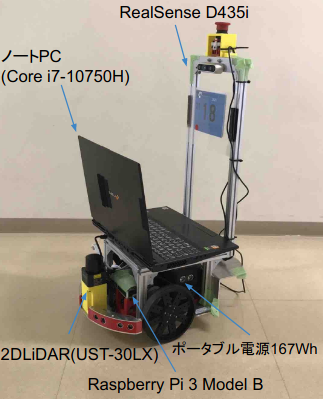 RealSense D435i
ノートPC
(Core i7-10750H)
18
2DLiDAR(UST-30LX)
ポータブル電源167Wh
Raspberry Pi 3 Model B